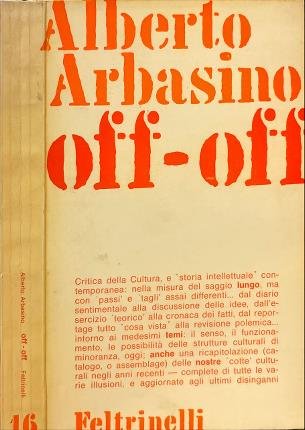 Alberto
Arbasino
off-off
Critica della Cultura, e 'storia intellettuale' con-
temporanea: nella misura del saggio lungo, ma
con 'passi' e 'tagli' assai differenti... dal diario
sentimentale alla discussione delle idee, dall'e-
sercizio 'teorico' alla cronaca dei fatti, dal repor-
tage tutto 'cosa vista' alla revisione polemica...
intorno ai medesimi temi: il senso, il funziona-
mento, le possibilità delle strutture culturali di
minoranza, oggi; anche una ricapitolazione (ca-
talogo, o assemblage) delle nostre 'cotte' cultu-
rali negli anni recenti — complete di tutte le va-
rie illusioni, e aggiornate agli ultimi disinganni
Feltrinelli
Alberto Arbasino off-off Feltrinelli
16